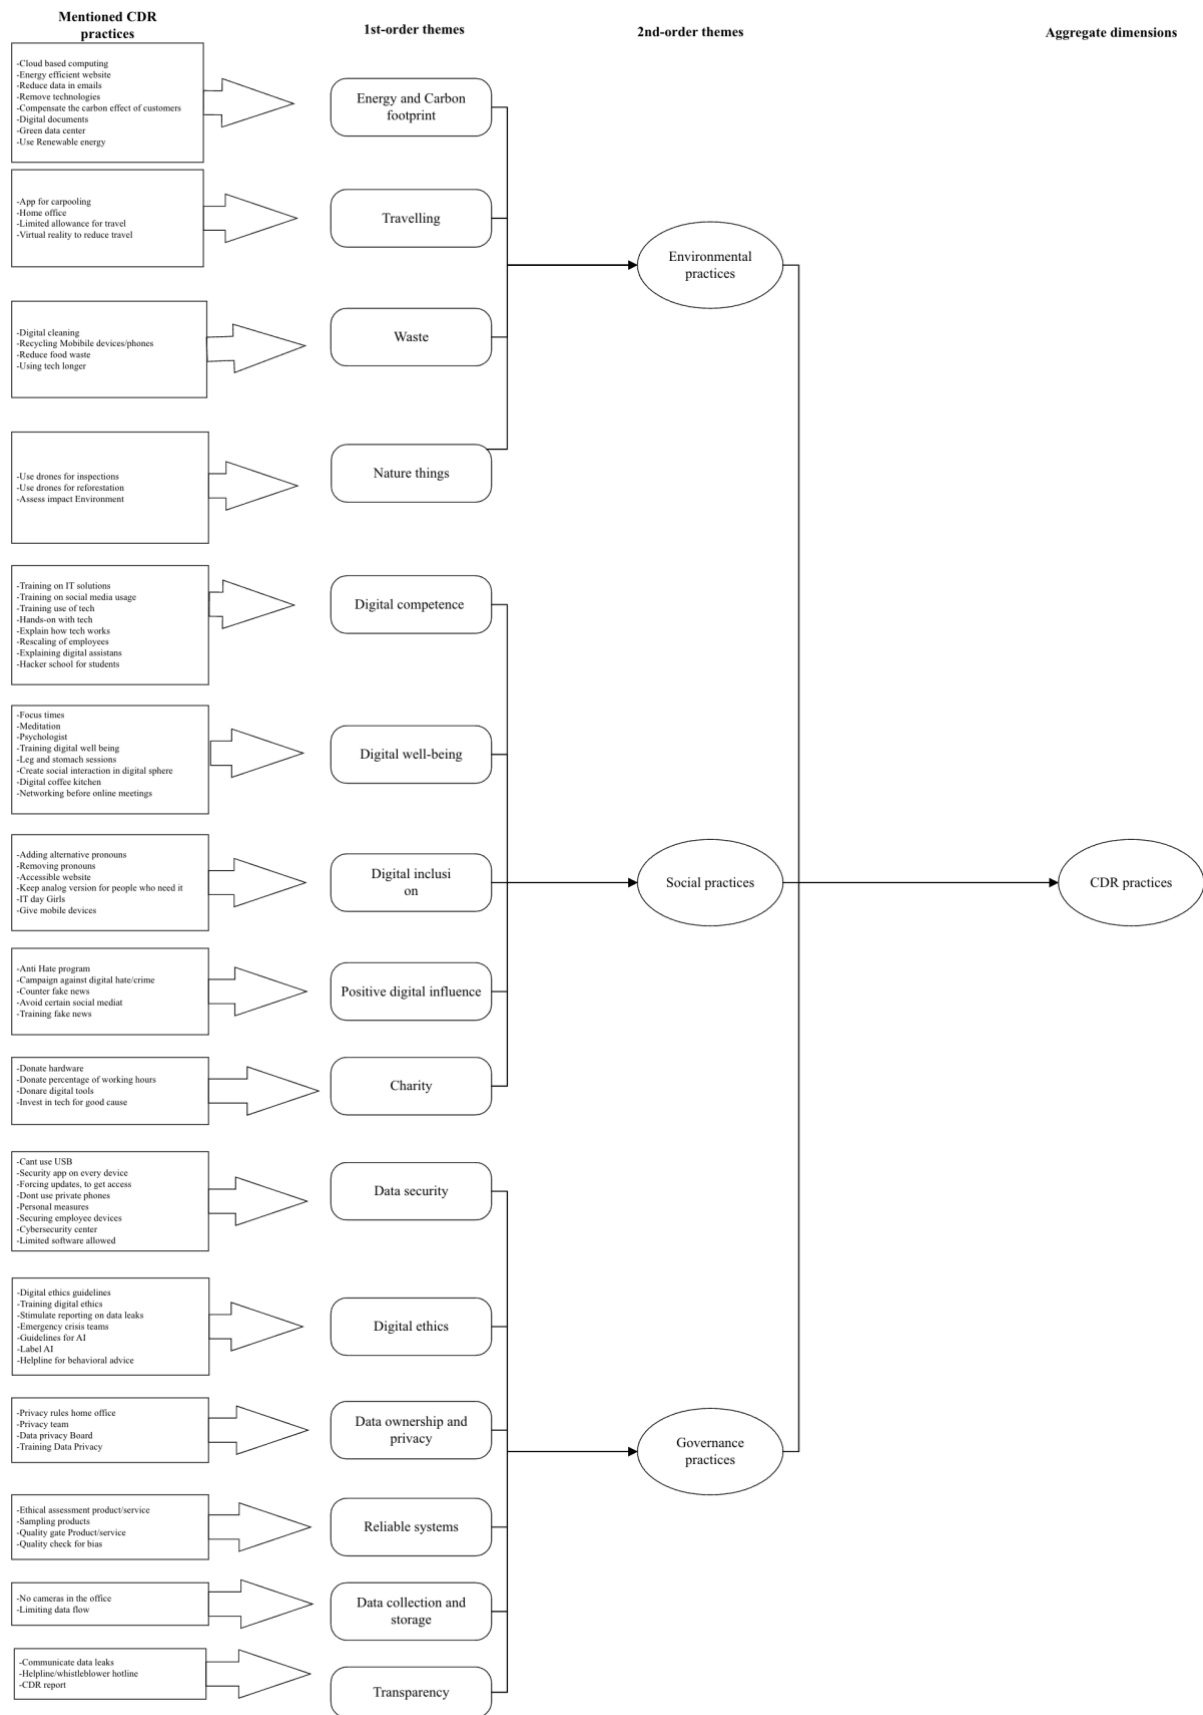 Mentioned CDR
practices
1st-order themes
2nd-order themes
Aggregate dimensions
-Cloud based computing
-Energy efficient website
-Reduce data in emails
-Remove technologies
-Compensate the carbon effect of customers
-Digital documents
-Green data center
-Use Renewable energy
Energy and Carbon
footprint
-App for carpooling
-Home office
-Limited allowance for travel
-Virtual reality to reduce travel
Travelling
Environmental
practices
-Digital cleaning
-Recycling Mobibile devices/phones
-Reduce food waste
-Using tech longer
Waste
-Use drones for inspections
-Use drones for reforestation
-Assess impact Environment
Nature things
-Training on IT solutions
-Training on social media usage
-Training use of tech
-Hands-on with tech
-Explain how tech works
-Rescaling of employees
-Explaining digital assistans
-Hacker school for students
Digital competence
-Focus times
-Meditation
-Psychologist
-Training digital well being
-Leg and stomach sessions
-Create social interaction in digital sphere
-Digital coffee kitchen
-Networking before online meetings
Digital well-being
-Adding alternative pronouns
-Removing pronouns
-Accessible website
-Keep analog version for people who need it
-IT day Girls
-Give mobile devices
Digital inclusi
on
Social practices
CDR practices
-Anti Hate program
-Campaign against digital hate/crime
-Counter fake news
-Avoid certain social mediat
-Training fake news
Positive digital influence
-Donate hardware
-Donate percentage of working hours
-Donare digital tools
-Invest in tech for good cause
Charity
-Cant use USB
-Security app on every device
-Forcing updates, to get access
-Dont use private phones
-Personal measures
-Securing employee devices
-Cybersecurity center
-Limited software allowed
Data security
-Digital ethics guidelines
-Training digital ethics
-Stimulate reporting on data leaks
-Emergency crisis teams
-Guidelines for AI
-Label AI
-Helpline for behavioral advice
Digital ethics
-Privacy rules home office
-Privacy team
-Data privacy Board
-Training Data Privacy
Data ownership and
privacy
Governance
practices
-Ethical assessment product/service
-Sampling products
-Quality gate Product/service
-Quality check for bias
Reliable systems
-No cameras in the office
-Limiting data flow
Data collection and
storage
-Communicate data leaks
-Helpline/whistleblower hotline
-CDR report
Transparency